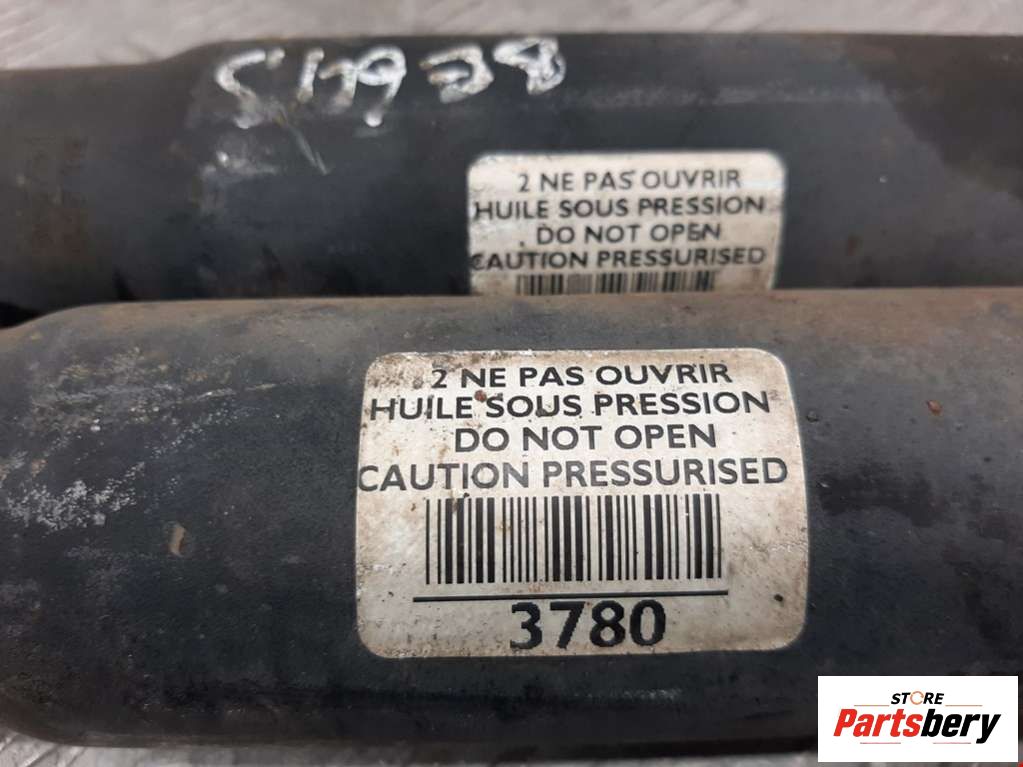 2 NE PAS OUVRIR
HUILE SOUS PRESSION
DO NOT OPEN
CAUTION PRESSURISED
2 NE PAS OUVRIR
HUILE SOUS PRESSION
DO NOT OPEN
CAUTION PRESSURISED
3780
STORE
Partsbery